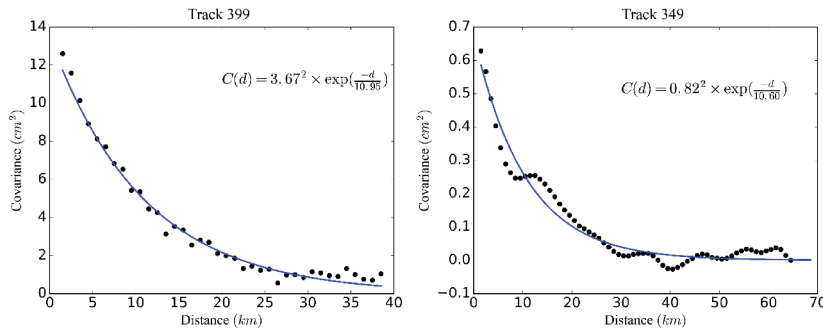 Track 399
14
12
10
8
6
4
2
0
Covariance (cm²)
C(d) = 3.67² × exp(−d/10.95)
0 5 10 15 20 25 30 35 40
Distance (km)
Track 349
0.7
0.6
0.5
0.4
0.3
0.2
0.1
0.0
−0.1
Covariance (cm²)
C(d) = 0.82² × exp(−d/10.60)
0 10 20 30 40 50 60 70
Distance (km)